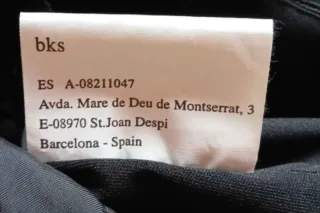 bks
ES A-08211047
Avda. Mare de Deu de Montserrat, 3
E-08970 St.Joan Despi
Barcelona - Spain